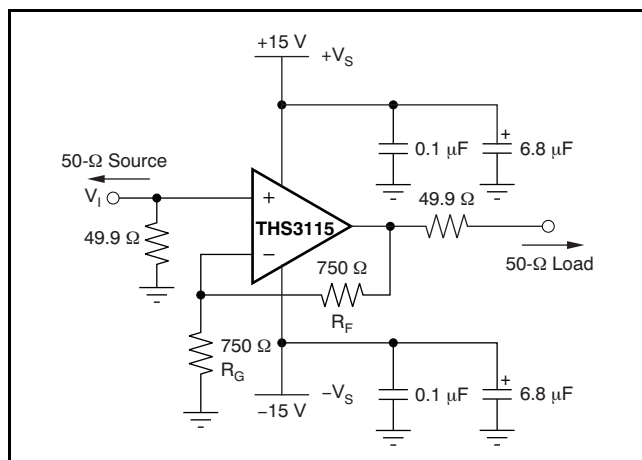 +15 V
+V_S
0.1 μF
6.8 μF
+
50-Ω Source
V_I
49.9 Ω
+
THS3115
−
49.9 Ω
50-Ω Load
750 Ω
R_F
750 Ω
R_G
−15 V
−V_S
0.1 μF
6.8 μF
+